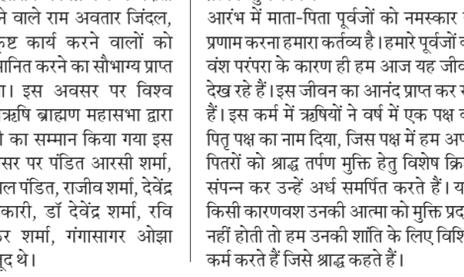 ने वाले राम अवतार जिंदल,
कृष्ट कार्य करने वालों को
मानित करने का सौभाग्य प्राप्त
ा। इस अवसर पर विश्व
ऋषि ब्राह्मण महासभा द्वारा
ी का सम्मान किया गया इस
सर पर पंडित आरसी शर्मा,
ल पंडित, राजीव शर्मा, देवेंद्र
कारी, डॉ देवेंद्र शर्मा, रवि
र शर्मा, गंगासागर ओझा
ूद थे।
आरंभ में माता-पिता पूर्वजों को नमस्कार
प्रणाम करना हमारा कर्तव्य है। हमारे पूर्वजों क
वंश परंपरा के कारण ही हम आज यह जीव
देख रहे हैं। इस जीवन का आनंद प्राप्त कर र
हैं। इस कर्म में ऋषियों ने वर्ष में एक पक्ष व
पितृ पक्ष का नाम दिया, जिस पक्ष में हम अप
पितरों को श्राद्ध तर्पण मुक्ति हेतु विशेष क्रि
संपन्न कर उन्हें अर्ध समर्पित करते हैं। य
किसी कारणवश उनकी आत्मा को मुक्ति प्रद
नहीं होती तो हम उनकी शांति के लिए विशि
कर्म करते हैं जिसे श्राद्ध कहते हैं।